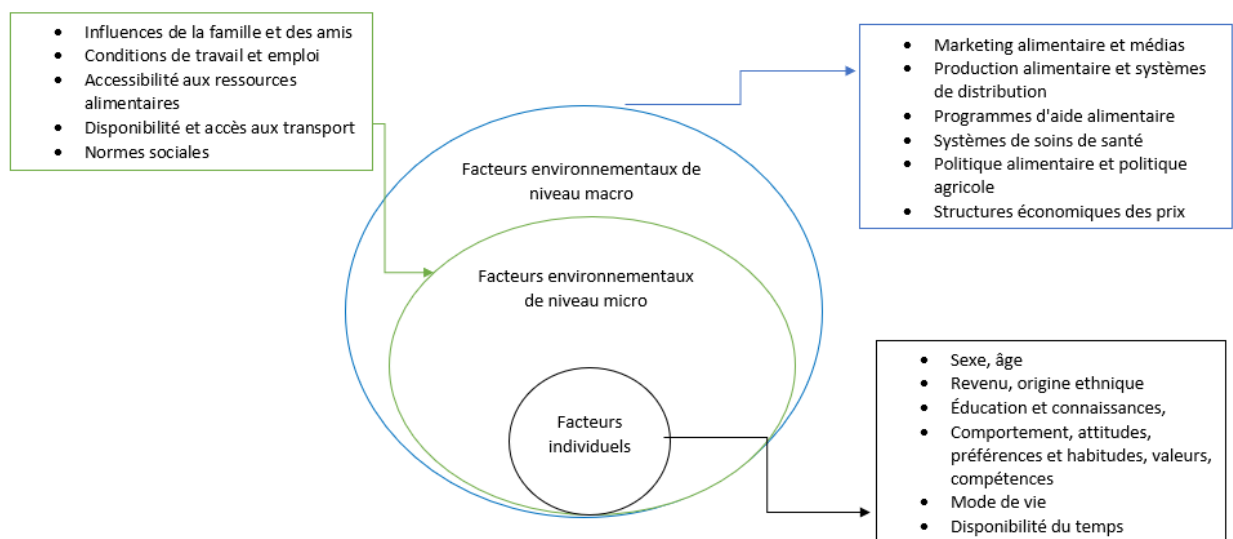 • Influences de la famille et des amis
• Conditions de travail et emploi
• Accessibilité aux ressources
alimentaires
• Disponibilité et accès aux transport
• Normes sociales
• Marketing alimentaire et médias
• Production alimentaire et systèmes
de distribution
• Programmes d'aide alimentaire
• Systèmes de soins de santé
• Politique alimentaire et politique
agricole
• Structures économiques des prix
Facteurs environnementaux de
niveau macro
Facteurs environnementaux
de niveau micro
Facteurs
individuels
• Sexe, âge
• Revenu, origine ethnique
• Éducation et connaissances,
• Comportement, attitudes,
préférences et habitudes, valeurs,
compétences
• Mode de vie
• Disponibilité du temps